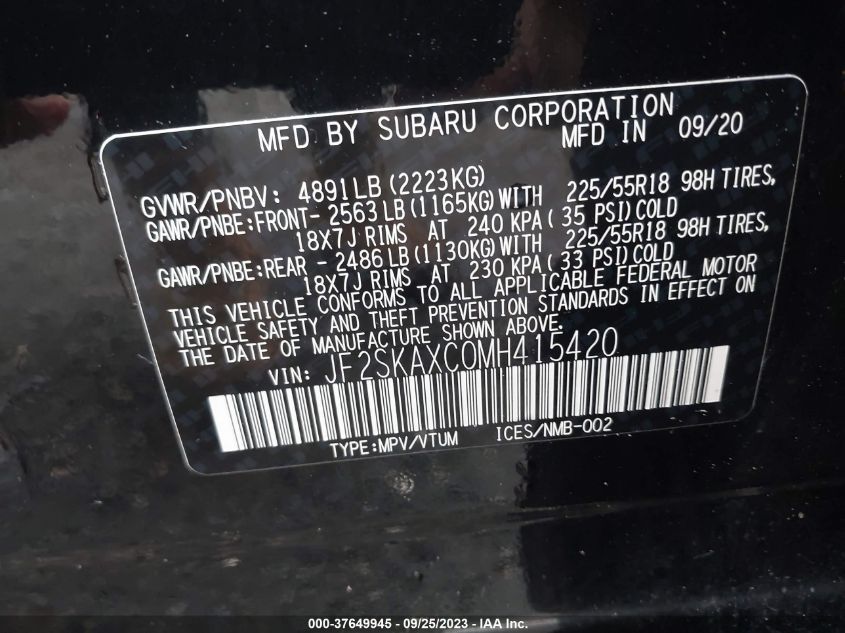 MFD BY SUBARU CORPORATION
MFD IN 09/20
GVWR/PNBV: 4891LB (2223KG)
GAWR/PNBE:FRONT- 2563 LB (1165KG) WITH 225/55R18 98H TIRES,
18X7J RIMS AT 240 KPA ( 35 PSI) COLD
GAWR/PNBE:REAR - 2486 LB (1130KG) WITH 225/55R18 98H TIRES,
18X7J RIMS AT 230 KPA ( 33 PSI) COLD
THIS VEHICLE CONFORMS TO ALL APPLICABLE FEDERAL MOTOR
VEHICLE SAFETY AND THEFT PREVENTION STANDARDS IN EFFECT ON
THE DATE OF MANUFACTURE SHOWN ABOVE.
VIN: JF2SKAXC0MH415420
TYPE:MPV/VTUM ICES/NMB-002
000-37649945 - 09/25/2023 - IAA Inc.